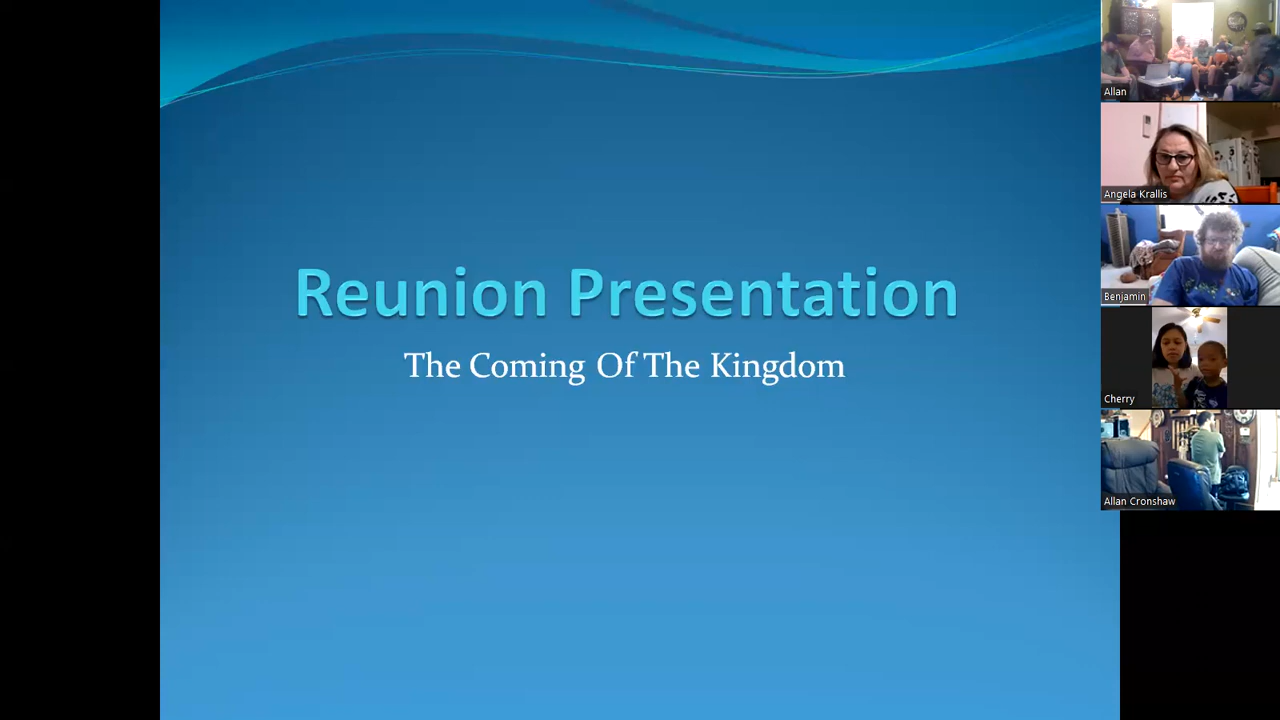 Reunion Presentation
The Coming Of The Kingdom
Allan
Angela Krallis
Benjamin
Cherry
Allan Cronshaw